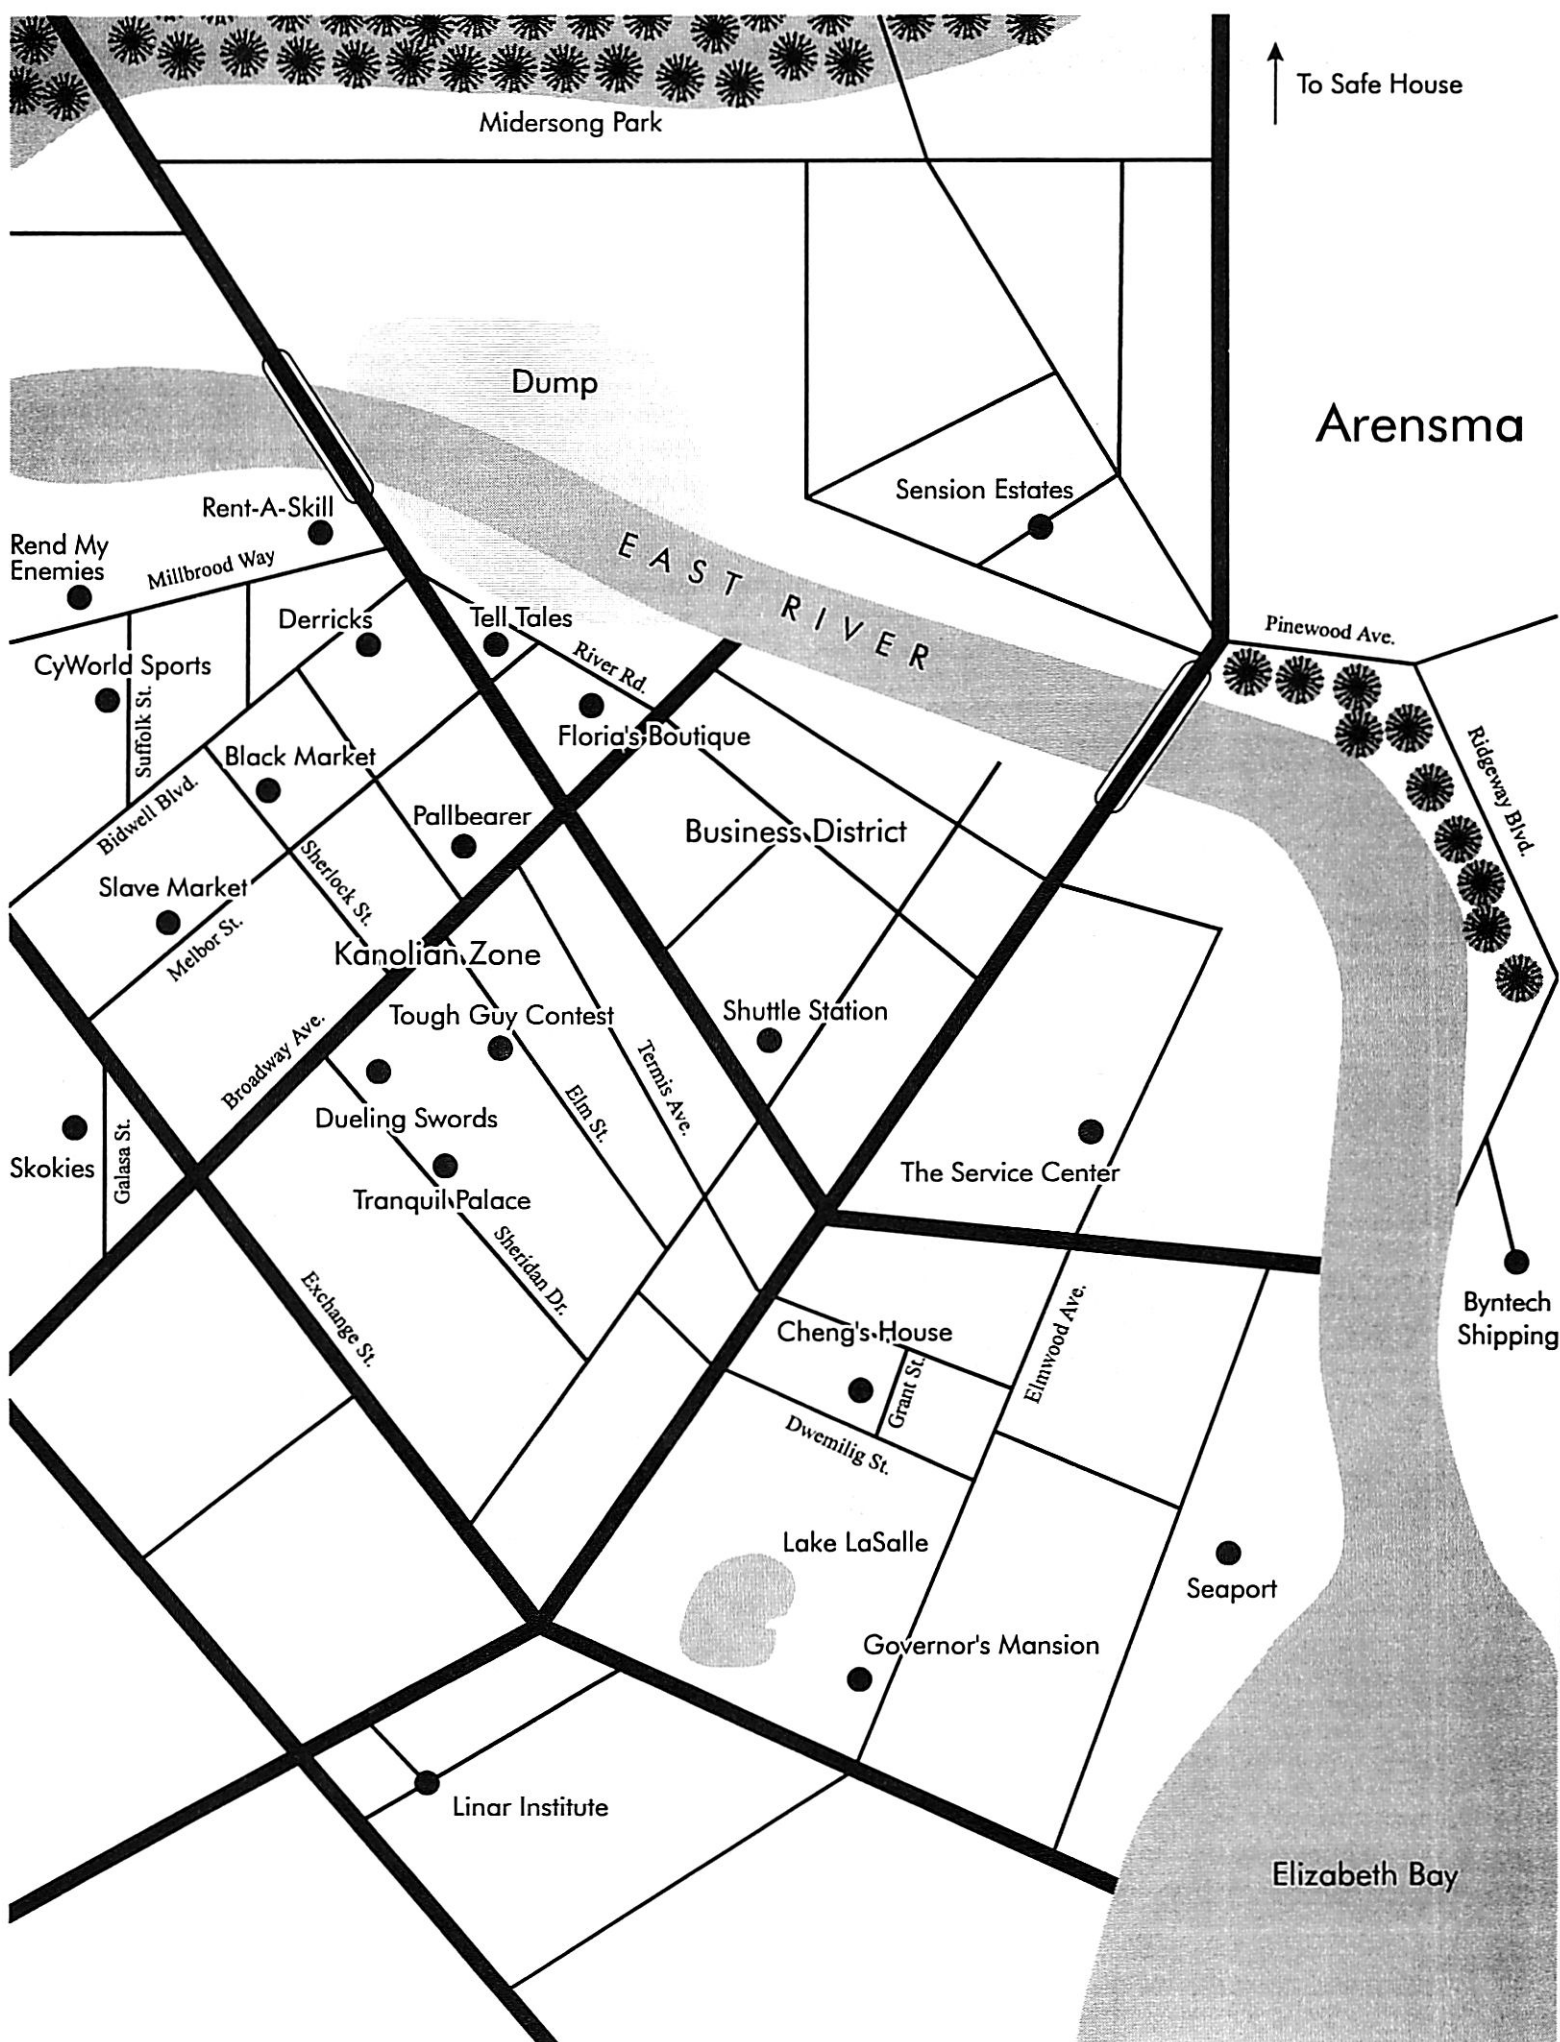 To Safe House
Midersong Park
Dump
Arensma
Sension Estates
Rent-A-Skill
Rend My
Enemies
Millbrood Way
EAST RIVER
Derricks
Tell Tales
Pinewood Ave.
River Rd.
CyWorld Sports
Suffolk St.
Floria's Boutique
Black Market
Ridgeway Blvd.
Bidwell Blvd.
Pallbearer
Business District
Sherlock St.
Slave Market
Melbor St.
Kanolian Zone
Tough Guy Contest
Shuttle Station
Broadway Ave.
Termis Ave.
Elm St.
Dueling Swords
Skokies
Galasa St.
The Service Center
Tranquil Palace
Sheridan Dr.
Exchange St.
Byntech
Shipping
Cheng's House
Elmwood Ave.
Grant St.
Dwemilig St.
Lake LaSalle
Seaport
Governor's Mansion
Linar Institute
Elizabeth Bay